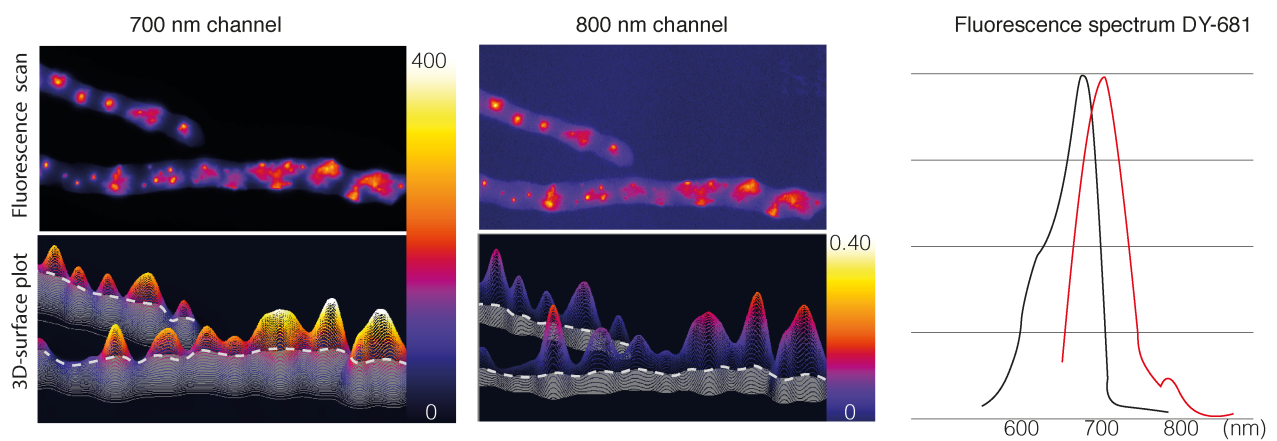 700 nm channel
800 nm channel
Fluorescence spectrum DY-681
Fluorescence scan
400
3D-surface plot
0
0.40
0
600 700 800 (nm)